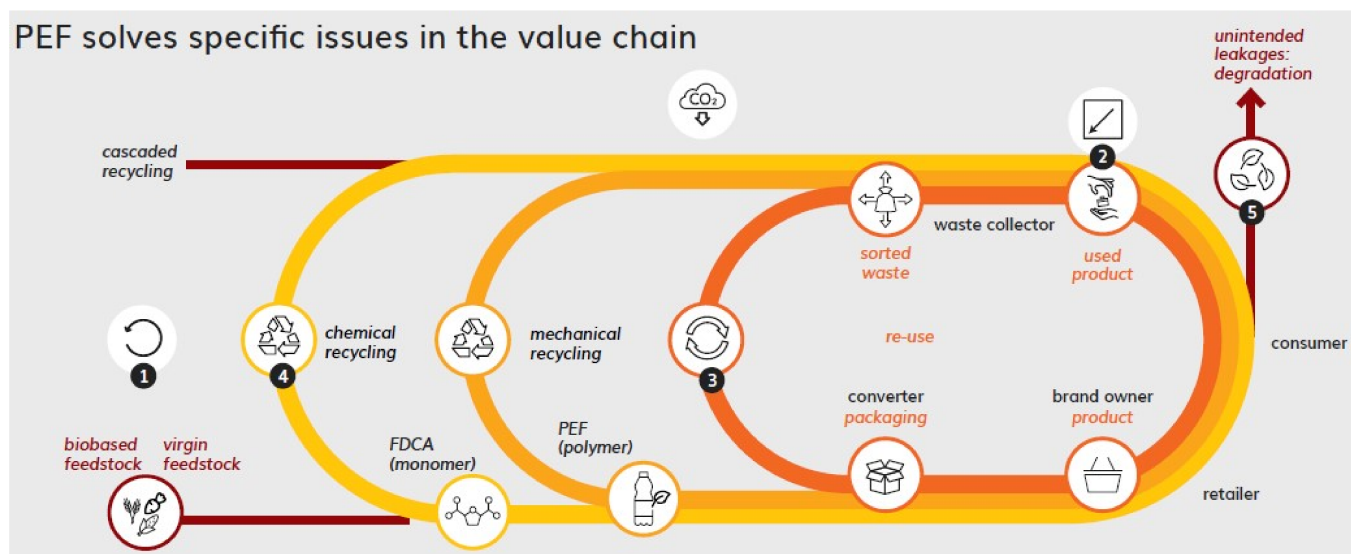 PEF solves specific issues in the value chain
unintended
leakages:
degradation
CO₂
cascaded
recycling
2
5
waste collector
sorted
waste
used
product
chemical
recycling
mechanical
recycling
re-use
consumer
1
4
3
converter
packaging
brand owner
product
biobased
feedstock
virgin
feedstock
FDCA
(monomer)
PEF
(polymer)
retailer